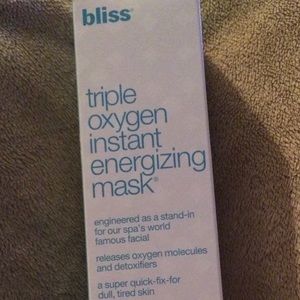 bliss®
triple
oxygen
instant
energizing
mask®
engineered as a stand-in
for our spa's world
famous facial
releases oxygen molecules
and detoxifiers
a super quick-fix-for
dull, tired skin